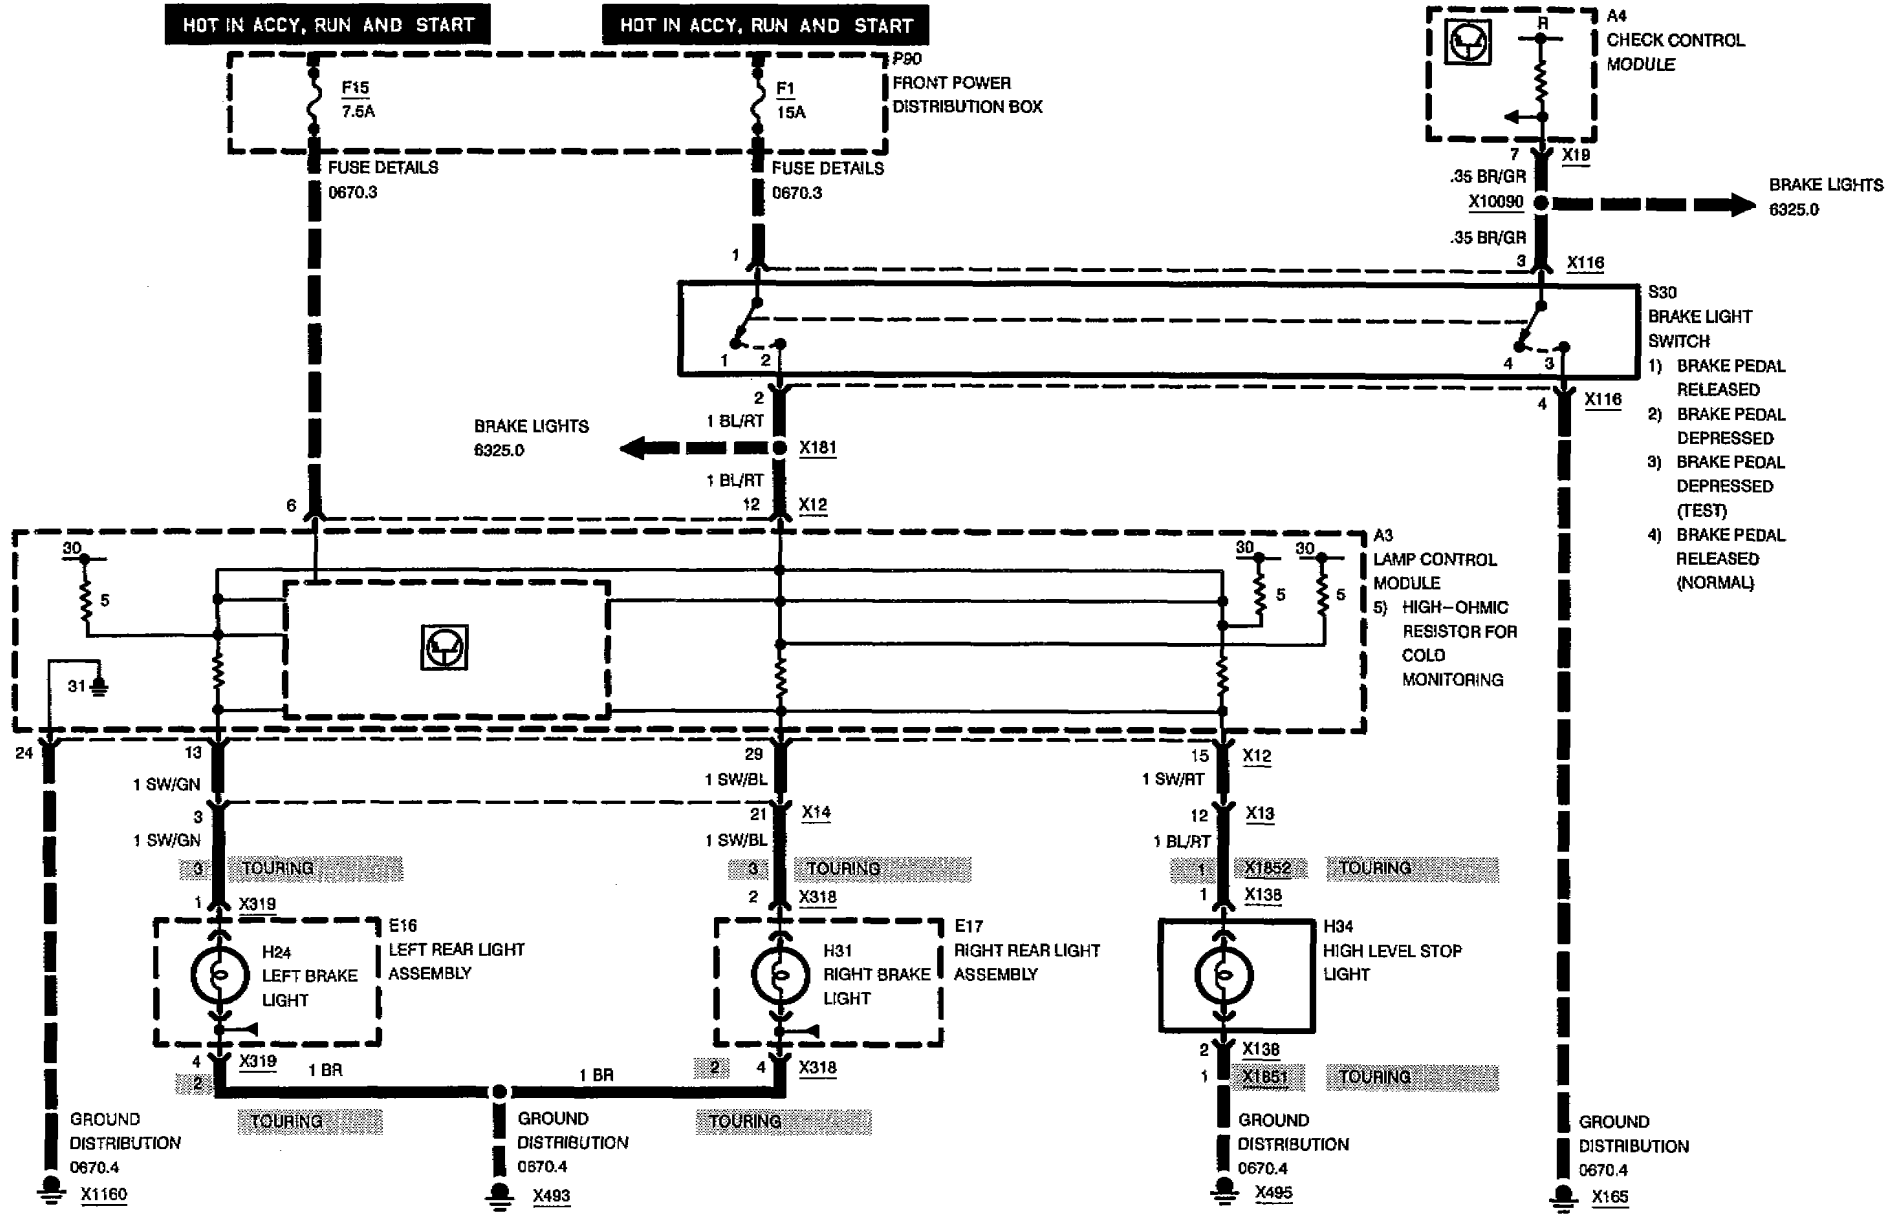 HOT IN ACCY, RUN AND START
HOT IN ACCY, RUN AND START
F15
7.5A
F1
15A
P90
FRONT POWER
DISTRIBUTION BOX
R
A4
CHECK CONTROL
MODULE
FUSE DETAILS
0670.3
FUSE DETAILS
0670.3
7
X19
.35 BR/GR
X10090
BRAKE LIGHTS
6325.0
.35 BR/GR
1
3
X116
1
2
4
3
S30
BRAKE LIGHT
SWITCH
1) BRAKE PEDAL
RELEASED
2) BRAKE PEDAL
DEPRESSED
3) BRAKE PEDAL
DEPRESSED
(TEST)
4) BRAKE PEDAL
RELEASED
(NORMAL)
2
4
X116
1 BL/RT
BRAKE LIGHTS
6325.0
X181
1 BL/RT
6
12
X12
30
5
31
30
5
30
5
A3
LAMP CONTROL
MODULE
5) HIGH-OHMIC
RESISTOR FOR
COLD
MONITORING
24
13
29
15
X12
1 SW/GN
1 SW/BL
1 SW/RT
3
21
X14
12
X13
1 SW/GN
1 SW/BL
1 BL/RT
3
TOURING
3
TOURING
1
X1852
TOURING
1
X319
2
X318
1
X138
H24
LEFT BRAKE
LIGHT
E16
LEFT REAR LIGHT
ASSEMBLY
H31
RIGHT BRAKE
LIGHT
E17
RIGHT REAR LIGHT
ASSEMBLY
H34
HIGH LEVEL STOP
LIGHT
4
X319
2
1 BR
1 BR
2
4
X318
2
X138
1
X1851
TOURING
TOURING
TOURING
GROUND
DISTRIBUTION
0670.4
X1160
GROUND
DISTRIBUTION
0670.4
X493
GROUND
DISTRIBUTION
0670.4
X495
GROUND
DISTRIBUTION
0670.4
X165